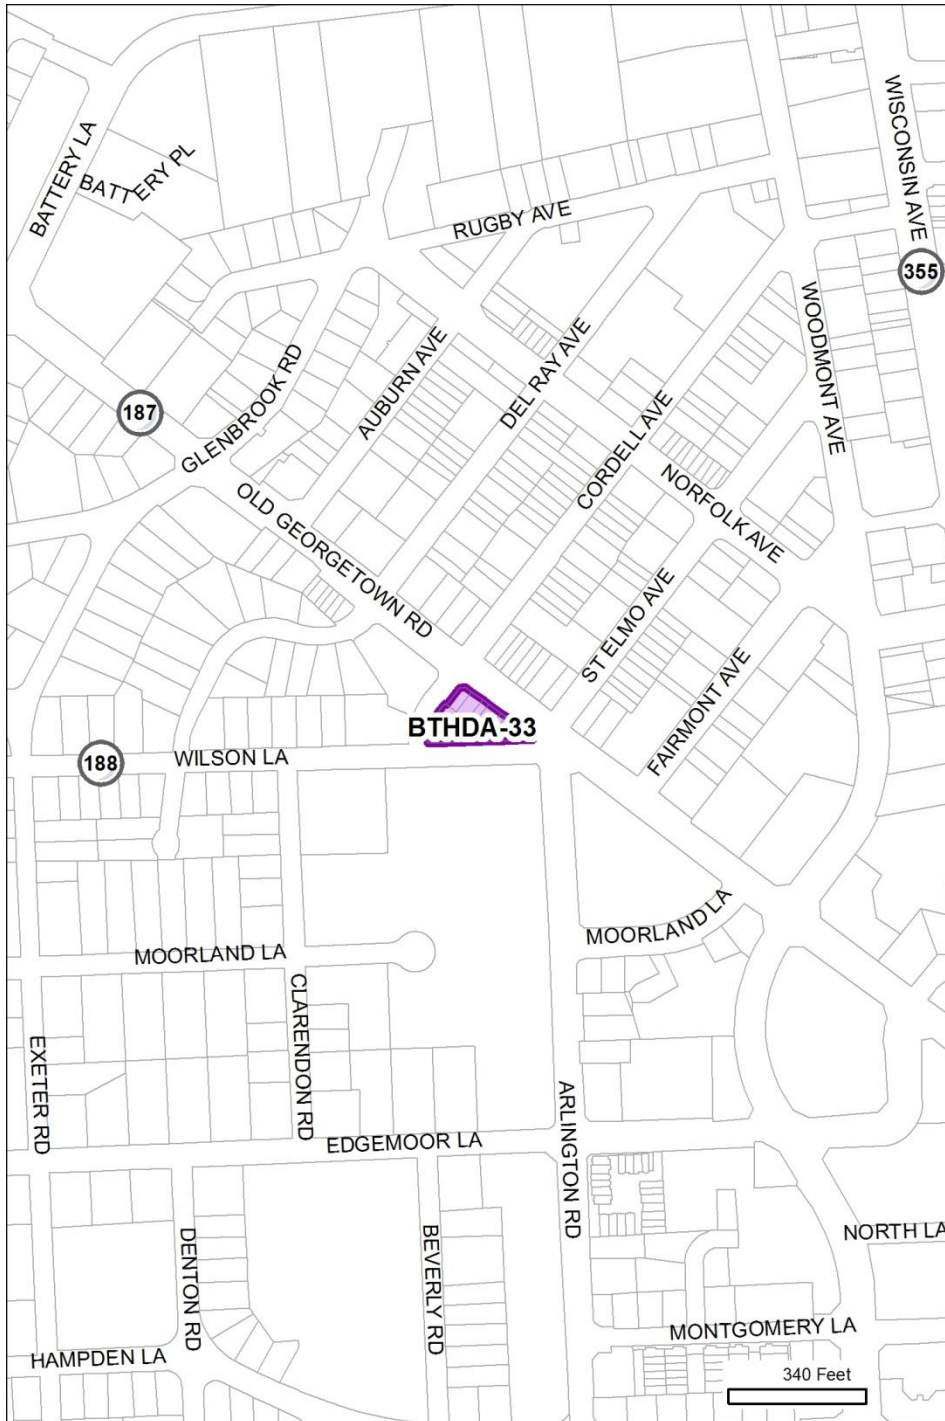 BATTERY LA
BATTERY PL
WISCONSIN AVE
RUGBY AVE
355
WOODMONT AVE
AUBURN AVE
DEL RAY AVE
187
GLENBROOK RD
CORDELL AVE
NORFOLK AVE
OLD GEORGETOWN RD
ST ELMO AVE
FAIRMONT AVE
BTHDA-33
188
WILSON LA
MOORLAND LA
MOORLAND LA
CLARENDON RD
EXETER RD
ARLINGTON RD
EDGEMOOR LA
DENTON RD
BEVERLY RD
NORTH LA
MONTGOMERY LA
HAMPDEN LA
340 Feet